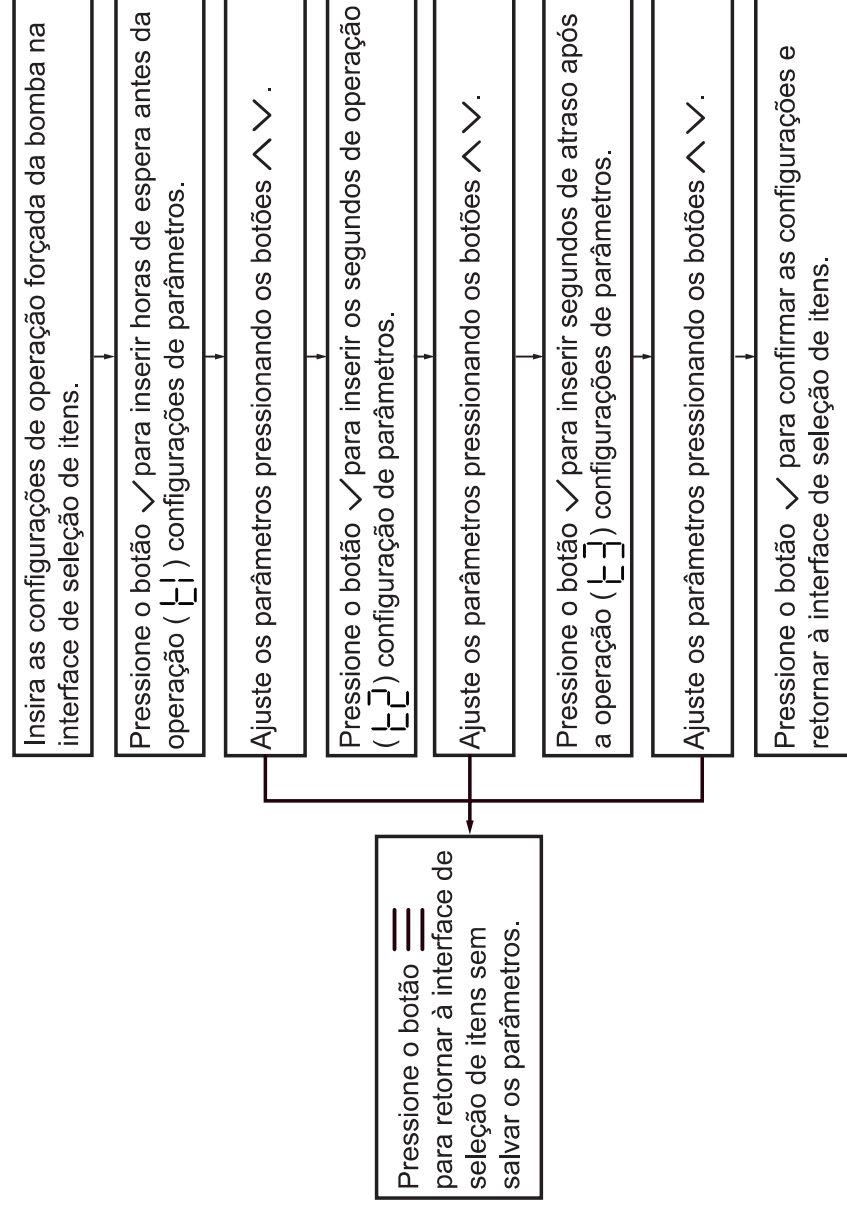 Insira as configurações de operação forçada da bomba na
interface de seleção de itens.
Pressione o botão ✓ para inserir horas de espera antes da
operação ( t1 ) configurações de parâmetros.
Ajuste os parâmetros pressionando os botões ∧ ∨ .
Pressione o botão ✓ para inserir os segundos de operação
( t2 ) configuração de parâmetros.
Ajuste os parâmetros pressionando os botões ∧ ∨ .
Pressione o botão ✓ para inserir segundos de atraso após
a operação ( t3 ) configurações de parâmetros.
Ajuste os parâmetros pressionando os botões ∧ ∨ .
Pressione o botão ✓ para confirmar as configurações e
retornar à interface de seleção de itens.
Pressione o botão ☰
para retornar à interface de
seleção de itens sem
salvar os parâmetros.